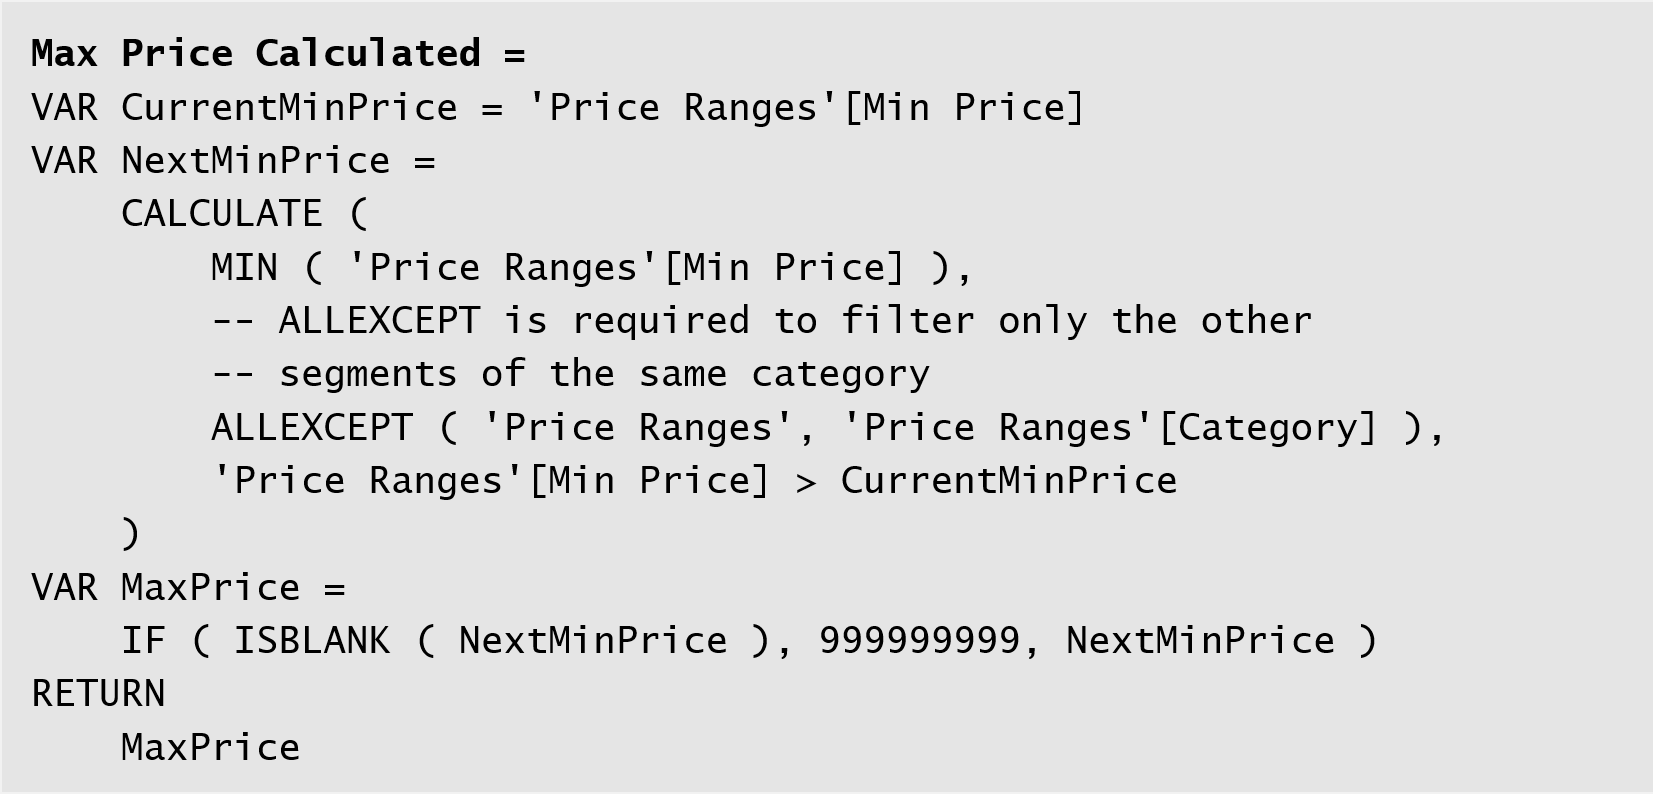 Max Price Calculated =
VAR CurrentMinPrice = 'Price Ranges'[Min Price]
VAR NextMinPrice =
    CALCULATE (
        MIN ( 'Price Ranges'[Min Price] ),
        -- ALLEXCEPT is required to filter only the other
        -- segments of the same category
        ALLEXCEPT ( 'Price Ranges', 'Price Ranges'[Category] ),
        'Price Ranges'[Min Price] > CurrentMinPrice
    )
VAR MaxPrice =
    IF ( ISBLANK ( NextMinPrice ), 999999999, NextMinPrice )
RETURN
    MaxPrice